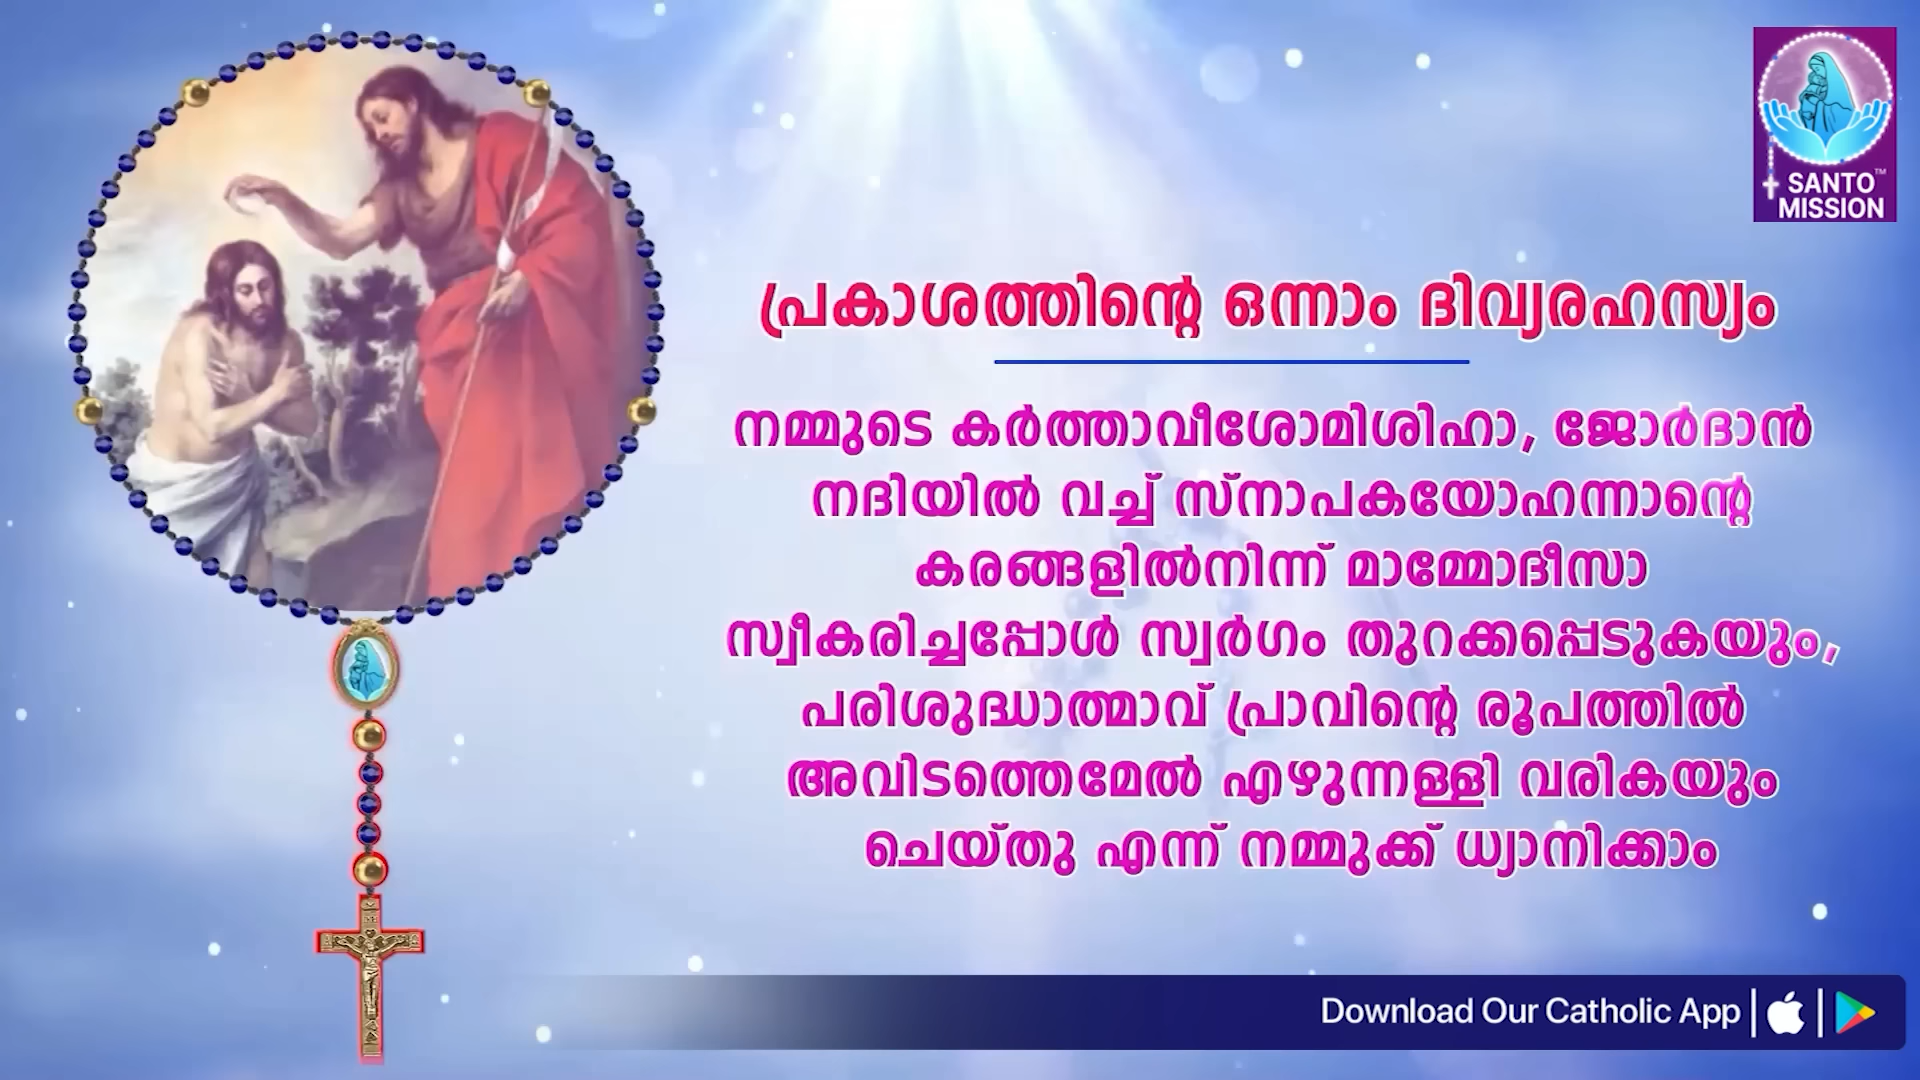 SANTO™
MISSION
പ്രകാശത്തിന്റെ ഒന്നാം ദിവ്യരഹസ്യം
നമ്മുടെ കർത്താവീശോമിശിഹാ, ജോർദാൻ
നദിയിൽ വച്ച് സ്നാപകയോഹന്നാന്റെ
കരങ്ങളിൽനിന്ന് മാമ്മോദീസാ
സ്വീകരിച്ചപ്പോൾ സ്വർഗം തുറക്കപ്പെടുകയും,
പരിശുദ്ധാത്മാവ് പ്രാവിന്റെ രൂപത്തിൽ
അവിടത്തെമേൽ എഴുന്നള്ളി വരികയും
ചെയ്തു എന്ന് നമ്മുക്ക് ധ്യാനിക്കാം
Download Our Catholic App